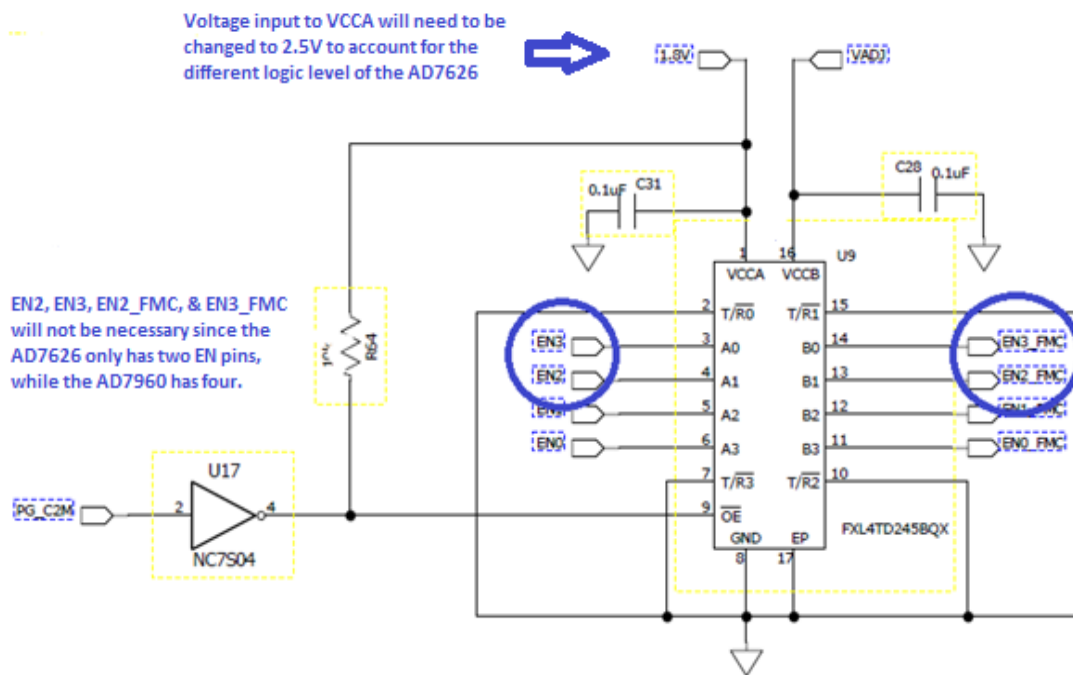 Voltage input to VCCA will need to be
changed to 2.5V to account for the
different logic level of the AD7626
1.8V
VADJ
C28
0.1uF
0.1uF
C31
1
16
U9
VCCA
VCCB
EN2, EN3, EN2_FMC, & EN3_FMC
will not be necessary since the
AD7626 only has two EN pins,
while the AD7960 has four.
2
T/R0
T/R1
15
EN3
3
A0
B0
14
EN3_FMC
R64
EN2
4
A1
B1
13
EN2_FMC
5
A2
B2
12
EN1_FMC
EN0
6
A3
B3
11
EN0_FMC
7
T/R3
T/R2
10
U17
PG_C2M
2
4
9
OE
NC7S04
GND
EP
FXL4TD245BQX
8
17